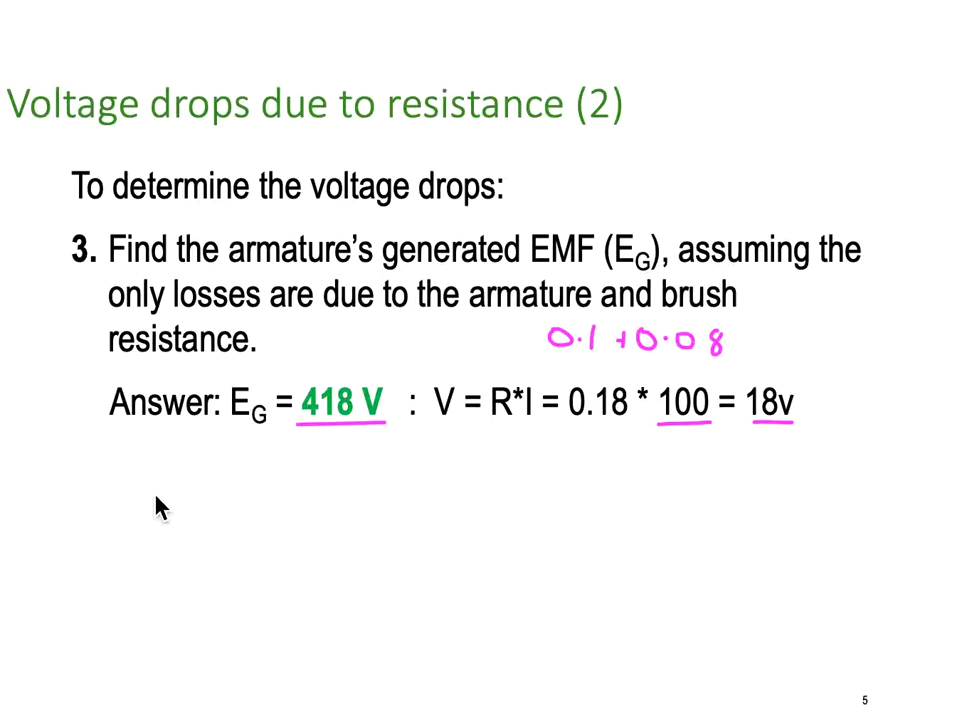 Voltage drops due to resistance (2)
To determine the voltage drops:
3. Find the armature’s generated EMF (EG), assuming the
only losses are due to the armature and brush
resistance.
0.1 + 0.08
Answer: EG = 418 V : V = R*I = 0.18 * 100 = 18v
5